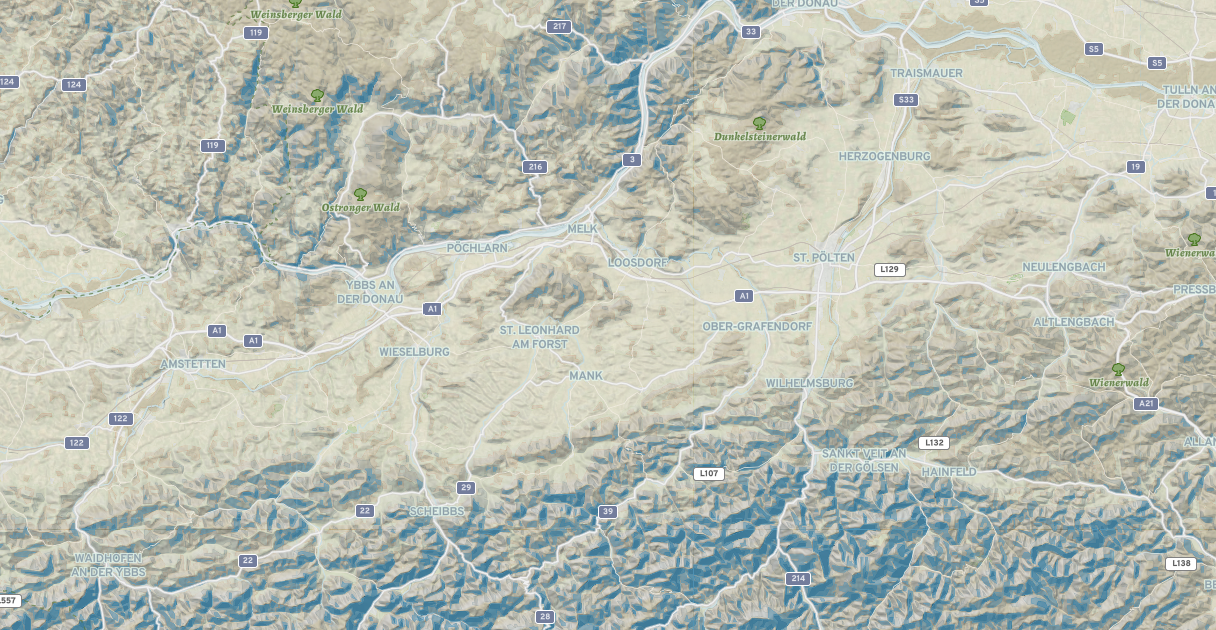 DER DONAU
S5
Weinsberger Wald
119
217
33
S5
S5
124
124
TRAISMAUER
TULLN AN
DER DONA
Weinsberger Wald
S33
Dunkelsteinerwald
119
216
3
HERZOGENBURG
19
Ostronger Wald
MELK
PÖCHLARN
Wienerwa
LOOSDORF
ST. PÖLTEN
L129
NEULENGBACH
YBBS AN
DER DONAU
A1
A1
PRESSB
A1
A1
ST. LEONHARD
AM FORST
OBER-GRAFENDORF
ALTLENGBACH
WIESELBURG
AMSTETTEN
MANK
WILHELMSBURG
Wienerwald
A21
122
122
L132
ALLAN
SANKT VEIT AN
DER GÖLSEN
HAINFELD
L107
29
22
SCHEIBBS
39
WAIDHOFEN
AN DER YBBS
22
L138
214
557
28